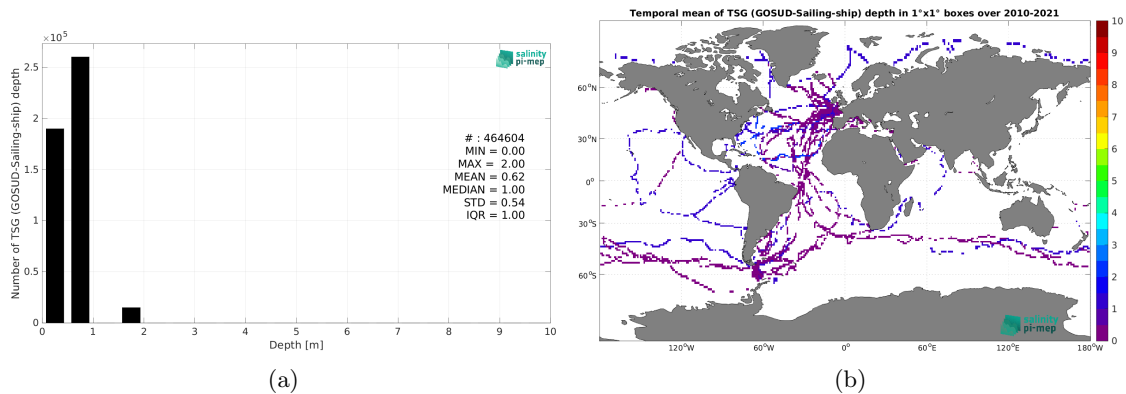 ×10⁵
2.5
2
1.5
1
0.5
0
0 1 2 3 4 5 6 7 8 9 10
Number of TSG (GOSUD-Sailing-ship) depth
Depth [m]
salinity
pi-mep
# : 464604
MIN = 0.00
MAX = 2.00
MEAN = 0.62
MEDIAN = 1.00
STD = 0.54
IQR = 1.00
(a)
Temporal mean of TSG (GOSUD-Sailing-ship) depth in 1°x1° boxes over 2010-2021
60°N
30°N
0°
30°S
60°S
120°W 60°W 0° 60°E 120°E 180°W
10
9
8
7
6
5
4
3
2
1
0
salinity
pi-mep
(b)